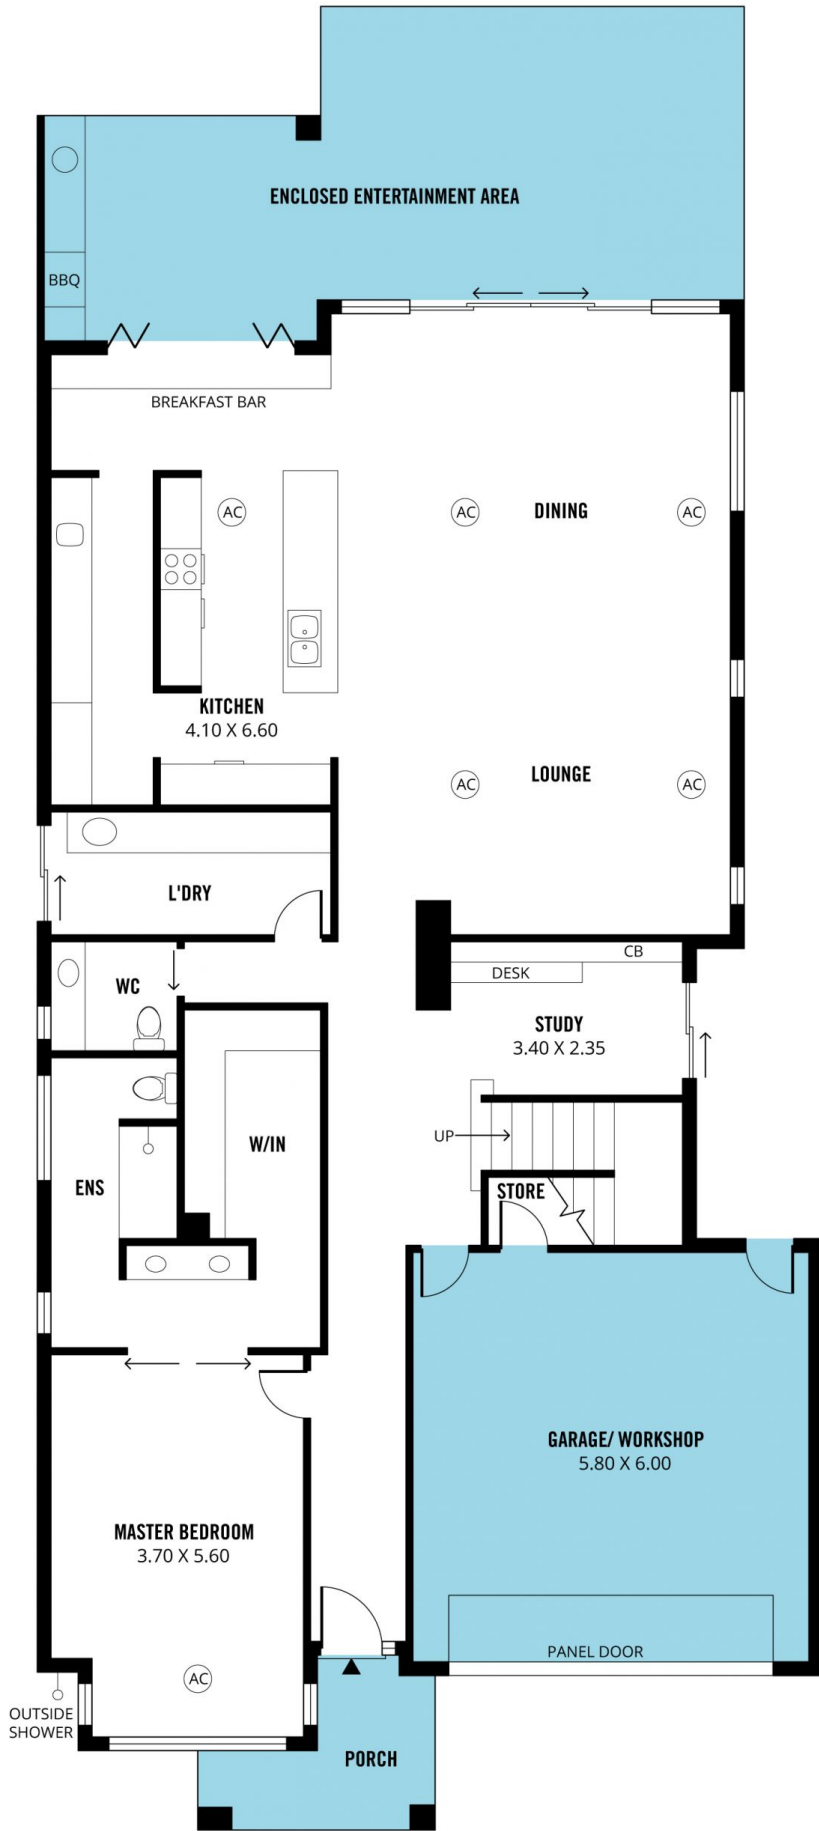 ENCLOSED ENTERTAINMENT AREA
BBQ
BREAKFAST BAR
AC
AC
DINING
AC
KITCHEN
4.10 X 6.60
LOUNGE
AC
AC
L'DRY
CB
DESK
WC
STUDY
3.40 X 2.35
UP
W/IN
ENS
STORE
GARAGE/ WORKSHOP
5.80 X 6.00
MASTER BEDROOM
3.70 X 5.60
PANEL DOOR
AC
OUTSIDE
SHOWER
PORCH